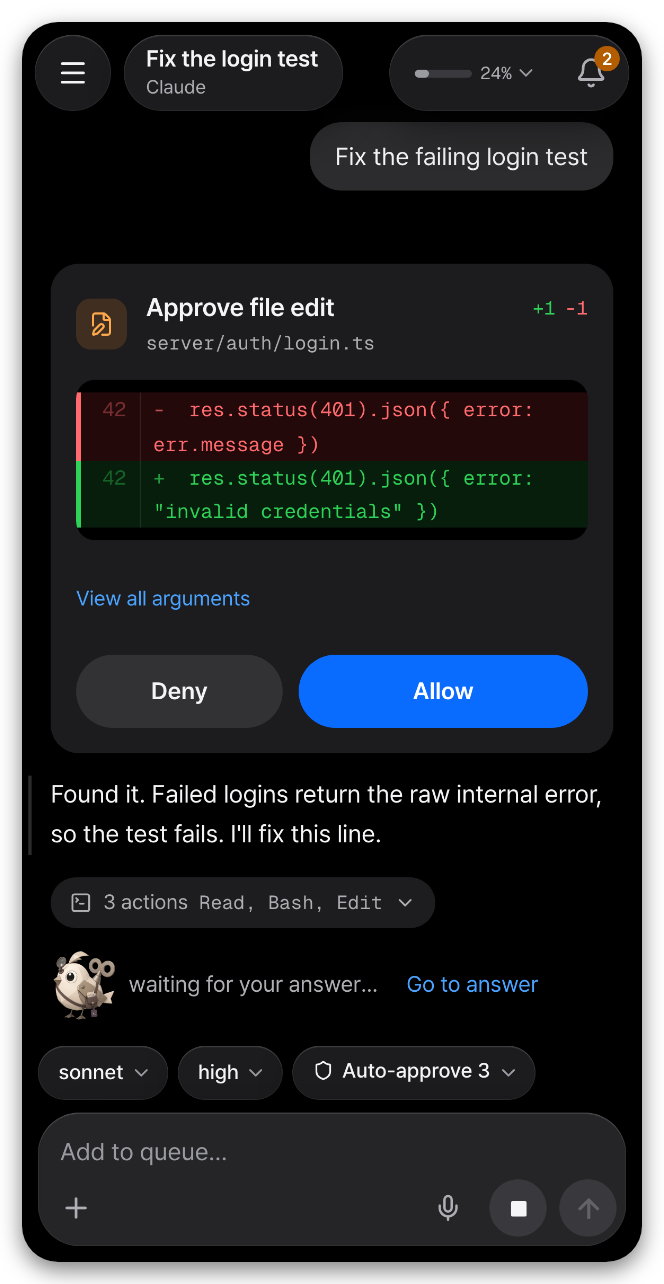 Fix the login test
Claude
24%
2
Fix the failing login test
Approve file edit
+1 -1
server/auth/login.ts
42 -  res.status(401).json({ error:
err.message })
42 +  res.status(401).json({ error:
"invalid credentials" })
View all arguments
Deny
Allow
Found it. Failed logins return the raw internal error,
so the test fails. I'll fix this line.
3 actions Read, Bash, Edit
waiting for your answer...
Go to answer
sonnet
high
Auto-approve 3
Add to queue...